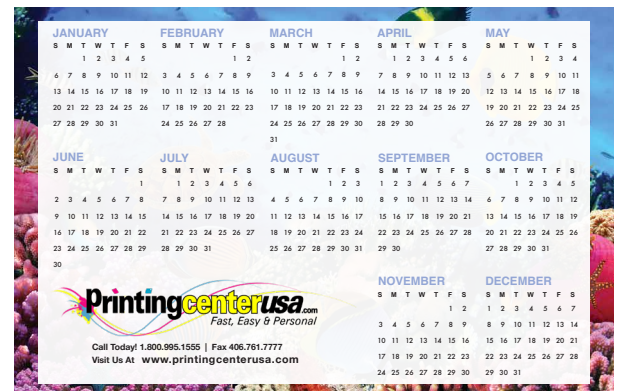 JANUARY
S M T W T F S
1 2 3 4 5
6 7 8 9 10 11 12
13 14 15 16 17 18 19
20 21 22 23 24 25 26
27 28 29 30 31
FEBRUARY
S M T W T F S
1 2
3 4 5 6 7 8 9
10 11 12 13 14 15 16
17 18 19 20 21 22 23
24 25 26 27 28
MARCH
S M T W T F S
1 2
3 4 5 6 7 8 9
10 11 12 13 14 15 16
17 18 19 20 21 22 23
24 25 26 27 28 29 30
31
APRIL
S M T W T F S
1 2 3 4 5 6
7 8 9 10 11 12 13
14 15 16 17 18 19 20
21 22 23 24 25 26 27
28 29 30
MAY
S M T W T F S
1 2 3 4
5 6 7 8 9 10 11
12 13 14 15 16 17 18
19 20 21 22 23 24 25
26 27 28 29 30 31
JUNE
S M T W T F S
1
2 3 4 5 6 7 8
9 10 11 12 13 14 15
16 17 18 19 20 21 22
23 24 25 26 27 28 29
30
JULY
S M T W T F S
1 2 3 4 5 6
7 8 9 10 11 12 13
14 15 16 17 18 19 20
21 22 23 24 25 26 27
28 29 30 31
AUGUST
S M T W T F S
1 2 3
4 5 6 7 8 9 10
11 12 13 14 15 16 17
18 19 20 21 22 23 24
25 26 27 28 29 30 31
SEPTEMBER
S M T W T F S
1 2 3 4 5 6 7
8 9 10 11 12 13 14
15 16 17 18 19 20 21
22 23 24 25 26 27 28
29 30
OCTOBER
S M T W T F S
1 2 3 4 5
6 7 8 9 10 11 12
13 14 15 16 17 18 19
20 21 22 23 24 25 26
27 28 29 30 31
Printingcenterusa.com
Fast, Easy & Personal
Call Today! 1.800.995.1555 | Fax 406.761.7777
Visit Us At www.printingcenterusa.com
NOVEMBER
S M T W T F S
1 2
3 4 5 6 7 8 9
10 11 12 13 14 15 16
17 18 19 20 21 22 23
24 25 26 27 28 29 30
DECEMBER
S M T W T F S
1 2 3 4 5 6 7
8 9 10 11 12 13 14
15 16 17 18 19 20 21
22 23 24 25 26 27 28
29 30 31